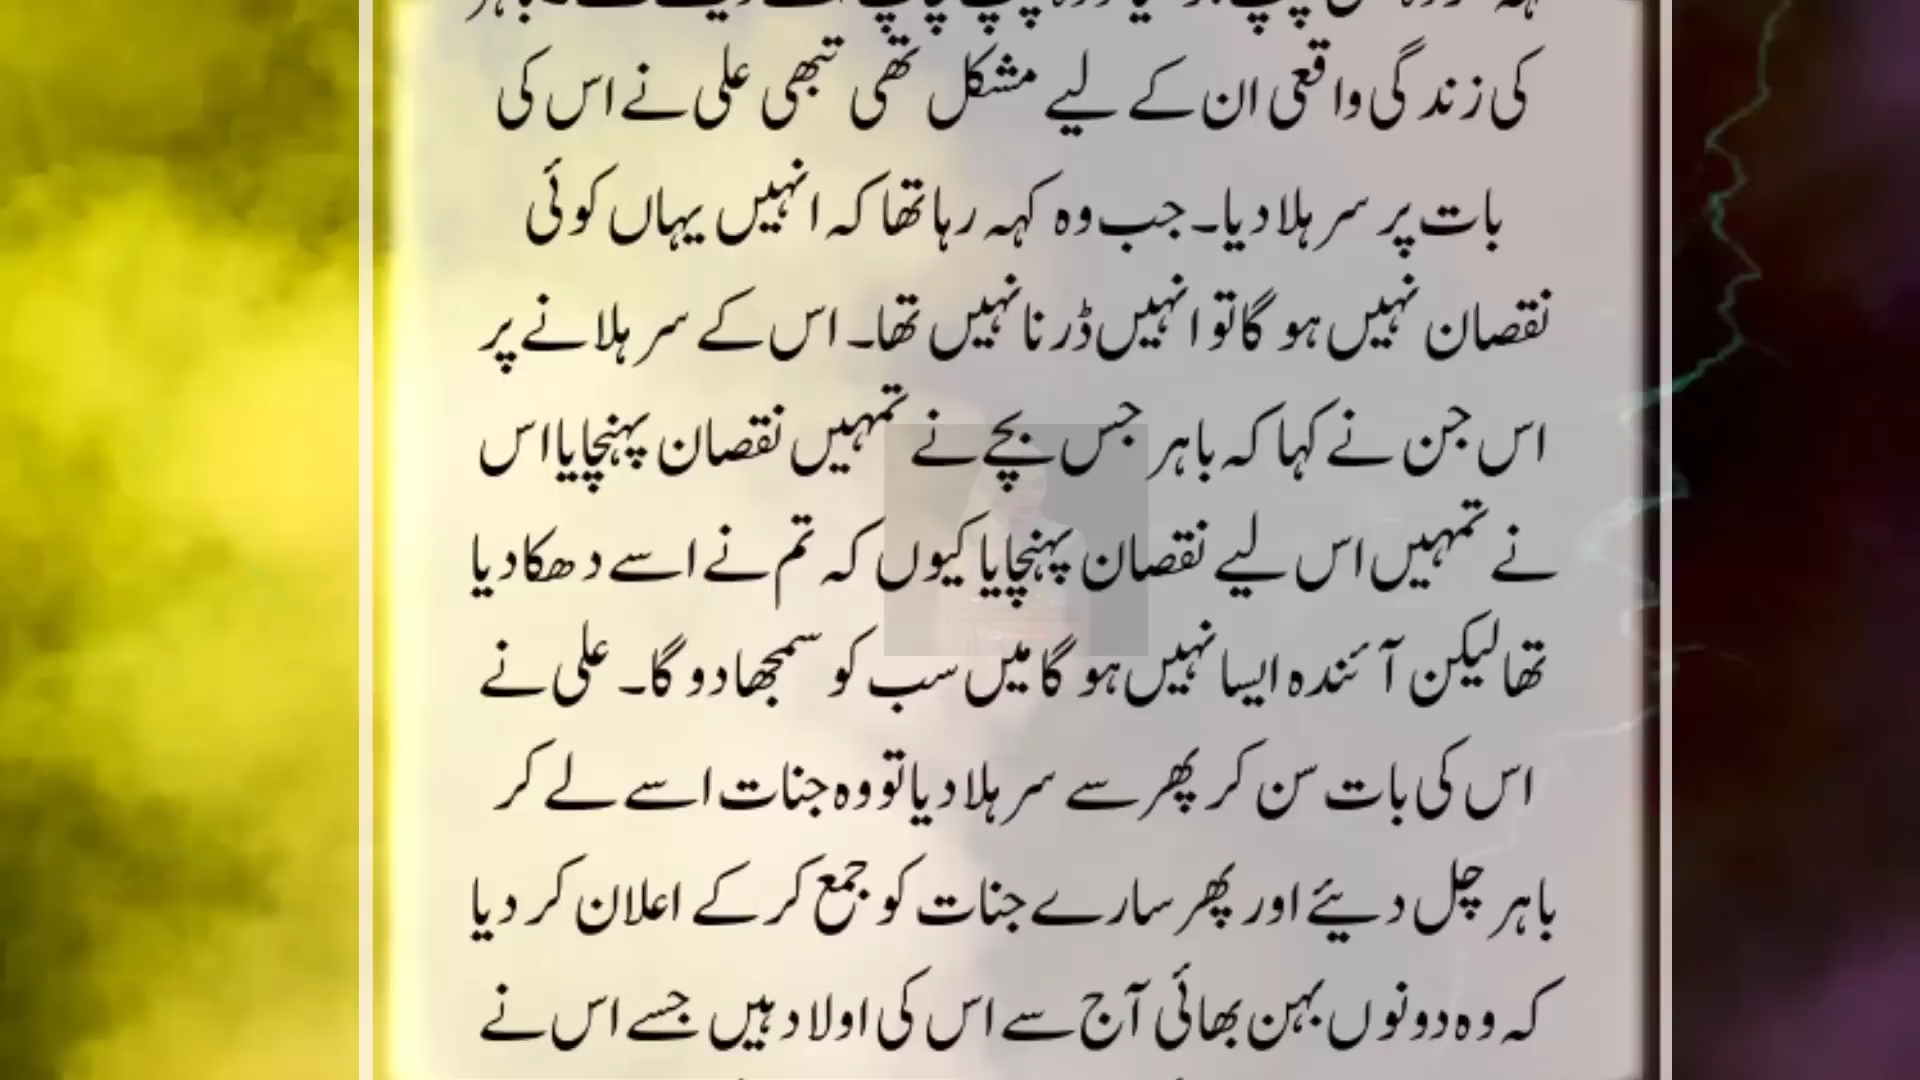 کی زندگی واقعی ان کے لیے مشکل تھی تبھی علی نے اس کی
بات پر سر ہلا دیا۔ جب وہ کہہ رہا تھا کہ انہیں یہاں کوئی
نقصان نہیں ہو گا تو انہیں ڈرنا نہیں تھا۔ اس کے سر ہلانے پر
اس جن نے کہا کہ باہر جس بچے نے تمہیں نقصان پہنچایا اس
نے تمہیں اس لیے نقصان پہنچایا کیوں کہ تم نے اسے دھکا دیا
تھا لیکن آئندہ ایسا نہیں ہو گا میں سب کو سمجھا دو گا۔ علی نے
اس کی بات سن کر پھر سے سر ہلا دیا تو وہ جنات اسے لے کر
باہر چل دیئے اور پھر سارے جنات کو جمع کر کے اعلان کر دیا
کہ وہ دونوں بہن بھائی آج سے اس کی اولاد ہیں جسے اس نے